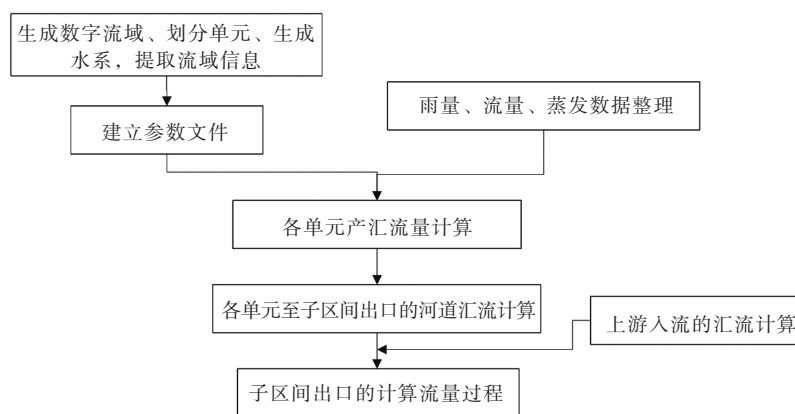 生成数字流域、划分单元、生成
水系，提取流域信息
雨量、流量、蒸发数据整理
建立参数文件
各单元产汇流量计算
各单元至子区间出口的河道汇流计算
上游入流的汇流计算
子区间出口的计算流量过程